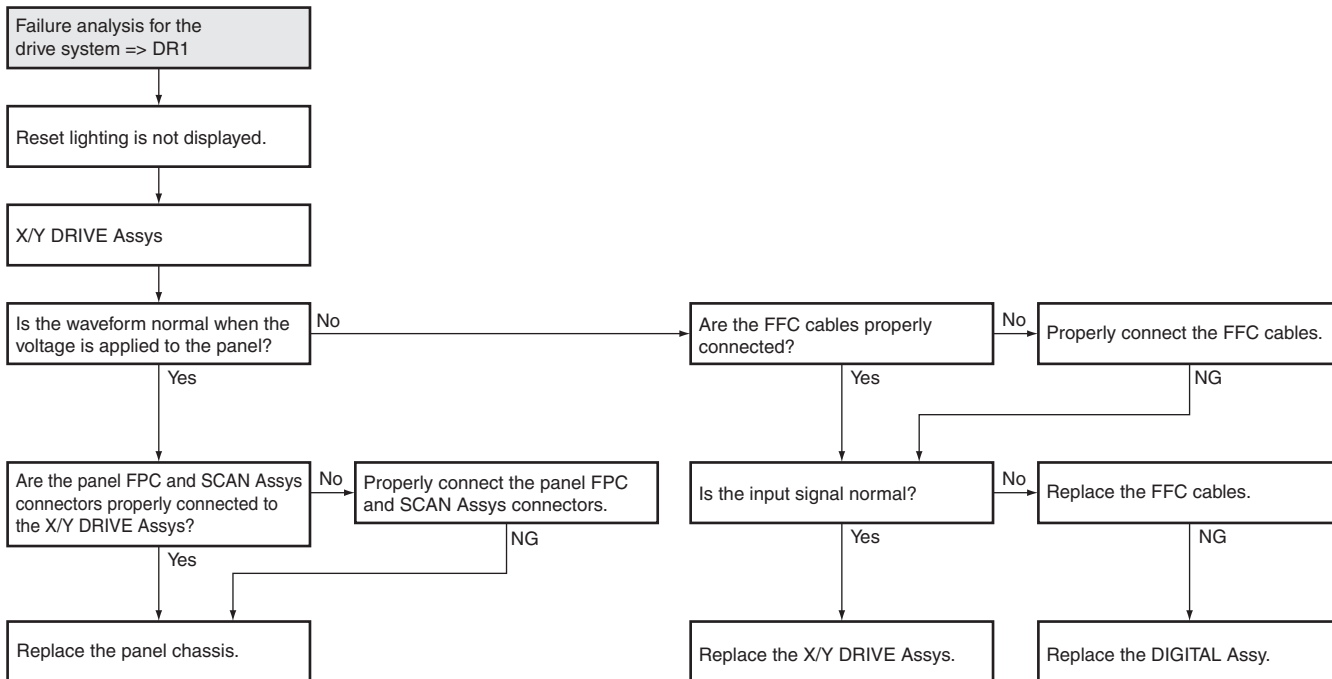 Failure analysis for the
drive system => DR1
Reset lighting is not displayed.
X/Y DRIVE Assys
Is the waveform normal when the
voltage is applied to the panel?
No
Yes
Are the FFC cables properly
connected?
No
Yes
Properly connect the FFC cables.
NG
Are the panel FPC and SCAN Assys
connectors properly connected to
the X/Y DRIVE Assys?
No
Yes
Properly connect the panel FPC
and SCAN Assys connectors.
NG
Is the input signal normal?
No
Yes
Replace the FFC cables.
NG
Replace the panel chassis.
Replace the X/Y DRIVE Assys.
Replace the DIGITAL Assy.